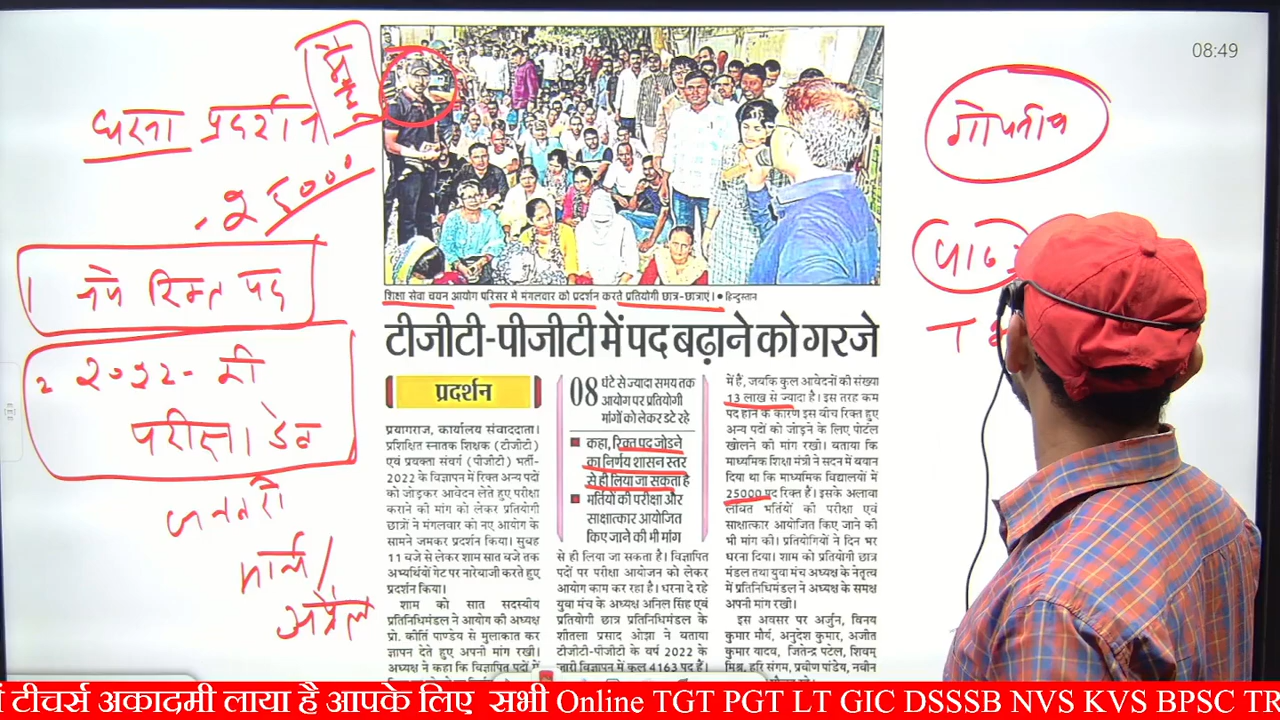 08:49
धरना प्रदर्शन
मैं
- 25000
1 नये रिक्त पद
2 2022- की
परीक्षा डेट
जनवरी
मार्च /
अप्रैल
गोपनीय
शिक्षा सेवा चयन आयोग परिसर में मंगलवार को प्रदर्शन करते प्रतियोगी छात्र-छात्राएं। ● हिन्दुस्तान
टीजीटी-पीजीटी में पद बढ़ाने को गरजे
प्रदर्शन
प्रयागराज, कार्यालय संवाददाता।
प्रशिक्षित स्नातक शिक्षक (टीजीटी)
एवं प्रवक्ता संवर्ग (पीजीटी) भर्ती-
2022 के विज्ञापन में रिक्त अन्य पदों
को जोड़कर आवेदन लेते हुए परीक्षा
कराने को मांग को लेकर प्रतियोगी
छात्रों ने मंगलवार को नए आयोग के
सामने जमकर प्रदर्शन किया। सुबह
11 बजे से लेकर शाम सात बजे तक
अभ्यर्थियों गेट पर नारेबाजी करते हुए
प्रदर्शन किया।
शाम को सात सदस्यीय
प्रतिनिधिमंडल ने आयोग की अध्यक्ष
प्रो. कीर्ति पाण्डेय से मुलाकात कर
ज्ञापन देते हुए अपनी मांग रखी।
अध्यक्ष ने कहा कि विज्ञापित पदों में
08 घंटे से ज्यादा समय तक
आयोग पर प्रतियोगी
मांगों को लेकर डटे रहे
■ कहा, रिक्त पद जोड़ने
का निर्णय शासन स्तर
से ही लिया जा सकता है
■ भर्तियों की परीक्षा और
साक्षात्कार आयोजित
किए जाने की भी मांग
से ही लिया जा सकता है। विज्ञापित
पदों पर परीक्षा आयोजन को लेकर
आयोग काम कर रहा है। धरना दे रहे
युवा मंच के अध्यक्ष अनिल सिंह एवं
प्रतियोगी छात्र प्रतिनिधिमंडल के
शीतला प्रसाद ओझा ने बताया
टीजीटी-पीजीटी के वर्ष 2022 के
जारी विज्ञापन में कुल 4163 पद हैं।
में हैं, जबकि कुल आवेदनों की संख्या
13 लाख से ज्यादा है। इस तरह कम
पद होने के कारण इस बीच रिक्त हुए
अन्य पदों को जोड़ने के लिए पोर्टल
खोलने को मांग रखी। बताया कि
माध्यमिक शिक्षा मंत्री ने सदन में बयान
दिया था कि माध्यमिक विद्यालयों में
25000 पद रिक्त हैं। इसके अलावा
लंबित भर्तियों को परीक्षा एवं
साक्षात्कार आयोजित किए जाने की
भी मांग की। प्रतियोगियों ने दिन भर
धरना दिया। शाम को प्रतियोगी छात्र
मंडल तथा युवा मंच अध्यक्ष के नेतृत्व
में प्रतिनिधिमंडल ने अध्यक्ष के समक्ष
अपनी मांग रखी।
इस अवसर पर अर्जुन, विनय
कुमार मौर्य, अनुदेश कुमार, अजीत
कुमार यादव, जितेन्द्र पटेल, शिवम्
मिश्र, हरि संगम, प्रवीण पांडेय, नवीन
टीचर्स अकादमी लाया है आपके लिए सभी Online TGT PGT LT GIC DSSSB NVS KVS BPSC TR